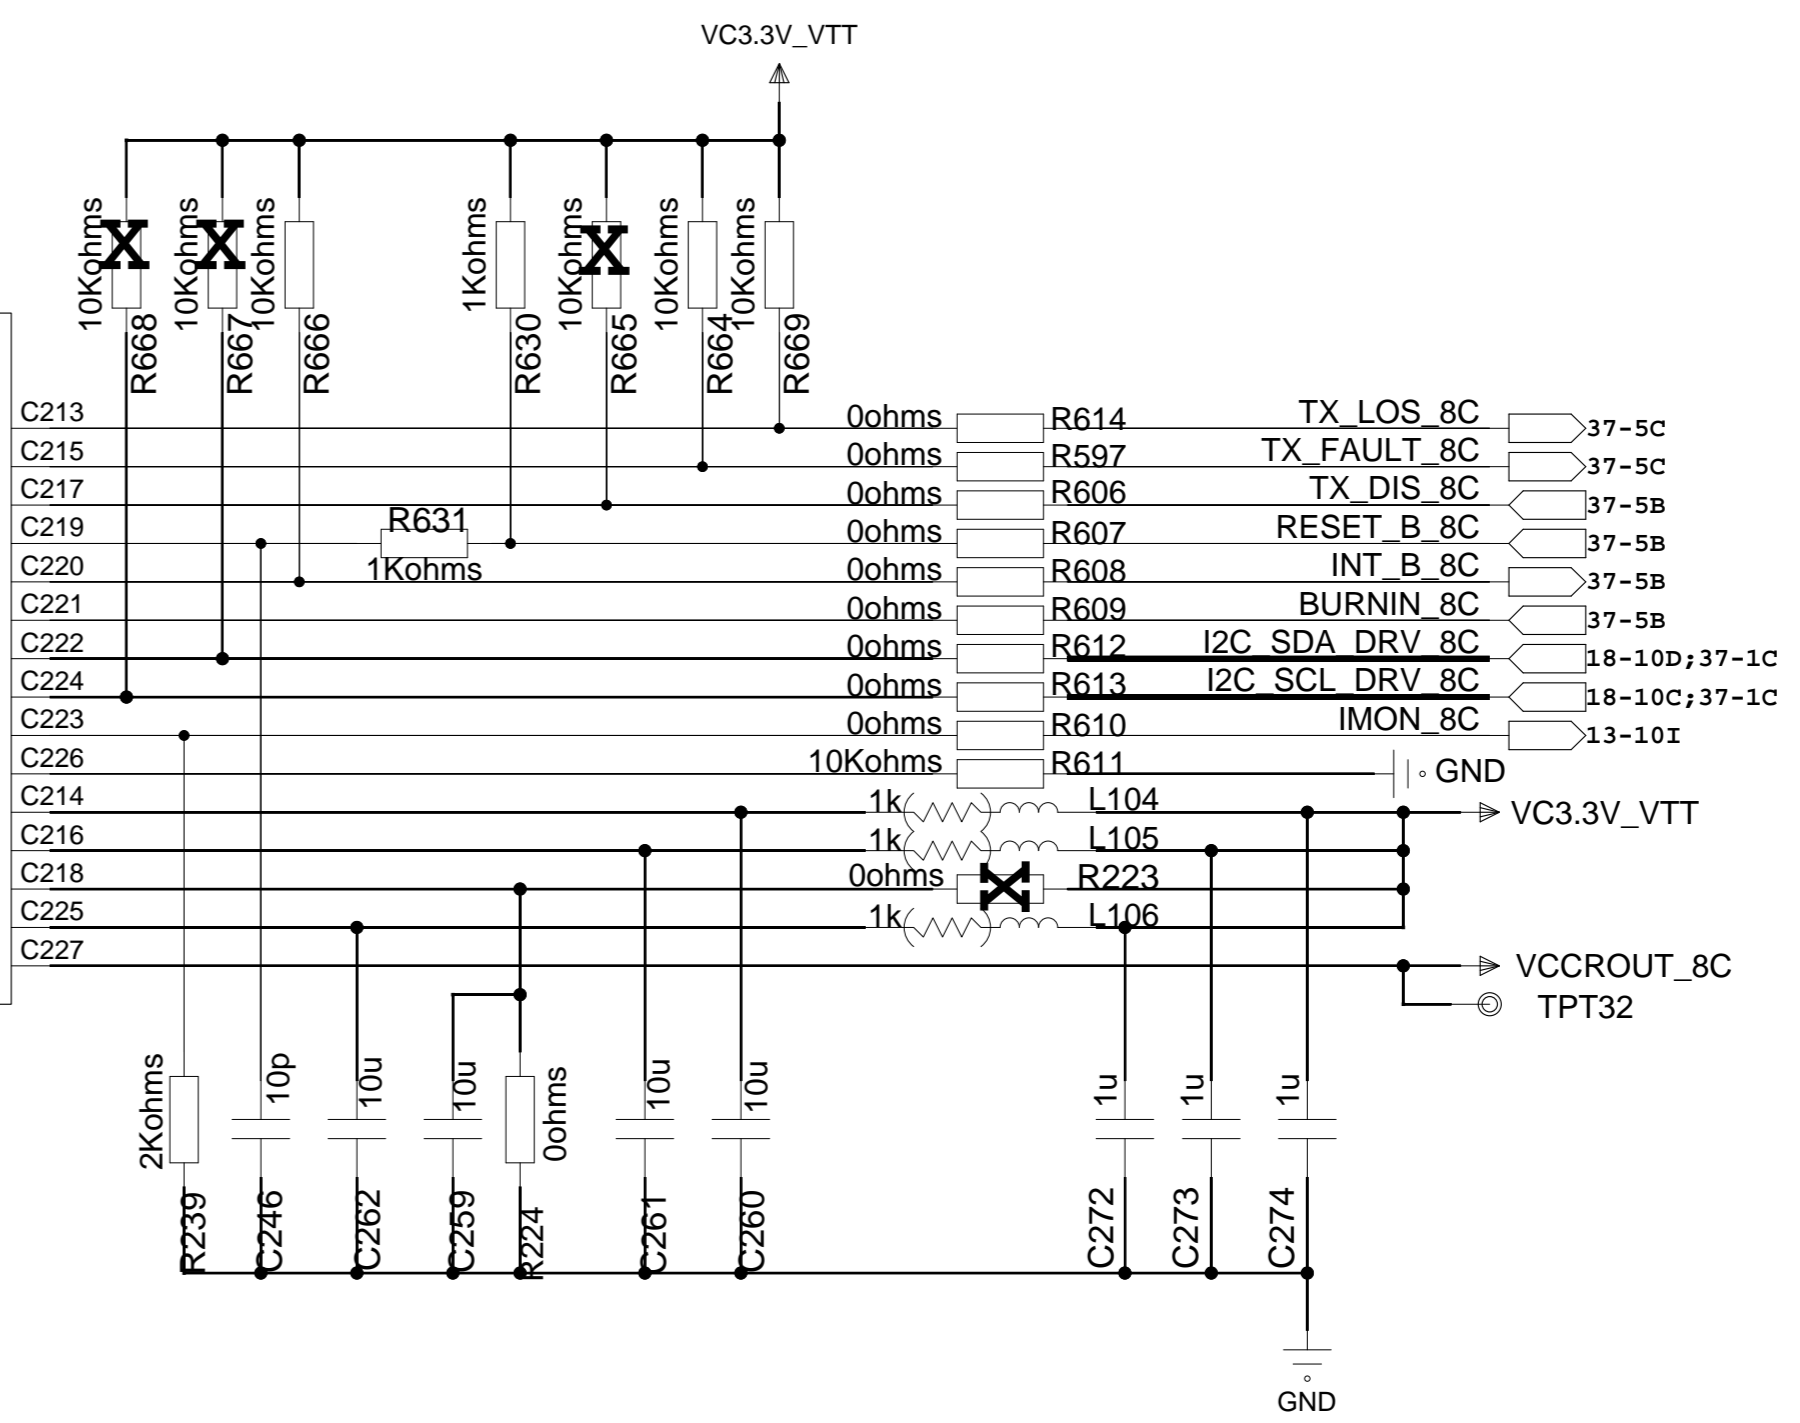 VC3.3V_VTT
10Kohms
R668
10Kohms
R667
10Kohms
R666
1Kohms
R630
10Kohms
R665
10Kohms
R664
10Kohms
R669
C213
0ohms
R614
TX_LOS_8C
37-5C
C215
0ohms
R597
TX_FAULT_8C
37-5C
C217
0ohms
R606
TX_DIS_8C
37-5B
C219
R631
1Kohms
0ohms
R607
RESET_B_8C
37-5B
C220
0ohms
R608
INT_B_8C
37-5B
C221
0ohms
R609
BURNIN_8C
37-5B
C222
0ohms
R612
I2C_SDA_DRV_8C
18-10D;37-1C
C224
0ohms
R613
I2C_SCL_DRV_8C
18-10C;37-1C
C223
0ohms
R610
IMON_8C
13-10I
C226
10Kohms
R611
GND
C214
1k
L104
VC3.3V_VTT
C216
1k
L105
C218
0ohms
R223
C225
1k
L106
C227
VCCROUT_8C
TPT32
2Kohms
R239
10p
C246
10u
C262
10u
C259
0ohms
R224
10u
C261
10u
C260
1u
C272
1u
C273
1u
C274
GND